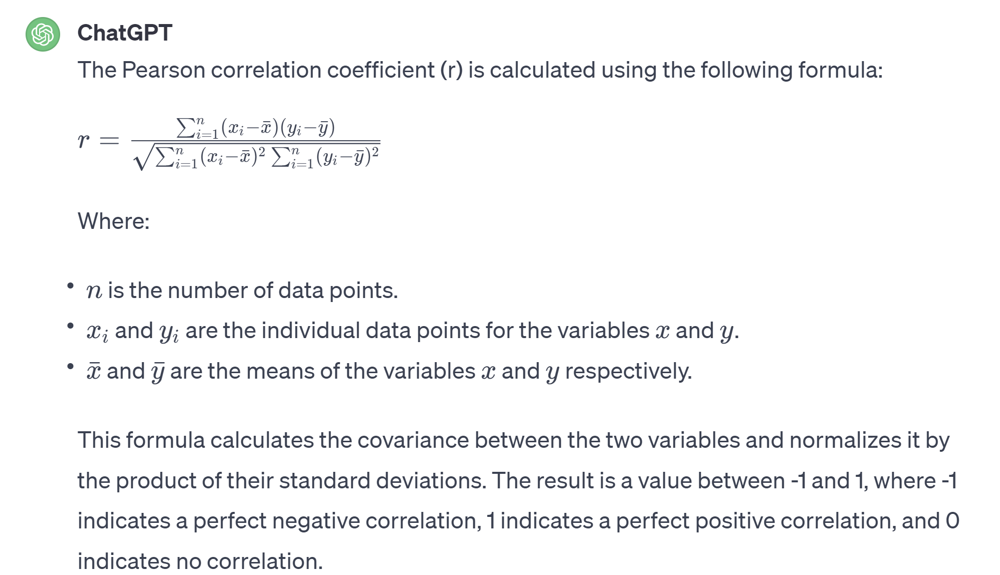 ChatGPT
The Pearson correlation coefficient (r) is calculated using the following formula:
r = \frac{\sum_{i=1}^{n}(x_i-\bar{x})(y_i-\bar{y})}{\sqrt{\sum_{i=1}^{n}(x_i-\bar{x})^2 \sum_{i=1}^{n}(y_i-\bar{y})^2}}
Where:
• n is the number of data points.
• x_i and y_i are the individual data points for the variables x and y.
• \bar{x} and \bar{y} are the means of the variables x and y respectively.
This formula calculates the covariance between the two variables and normalizes it by
the product of their standard deviations. The result is a value between -1 and 1, where -1
indicates a perfect negative correlation, 1 indicates a perfect positive correlation, and 0
indicates no correlation.